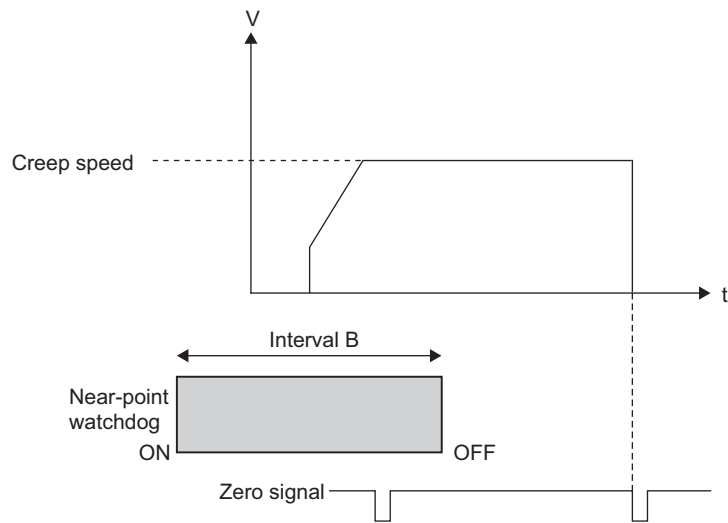 V
Creep speed
t
Interval B
Near-point
watchdog
ON
OFF
Zero signal